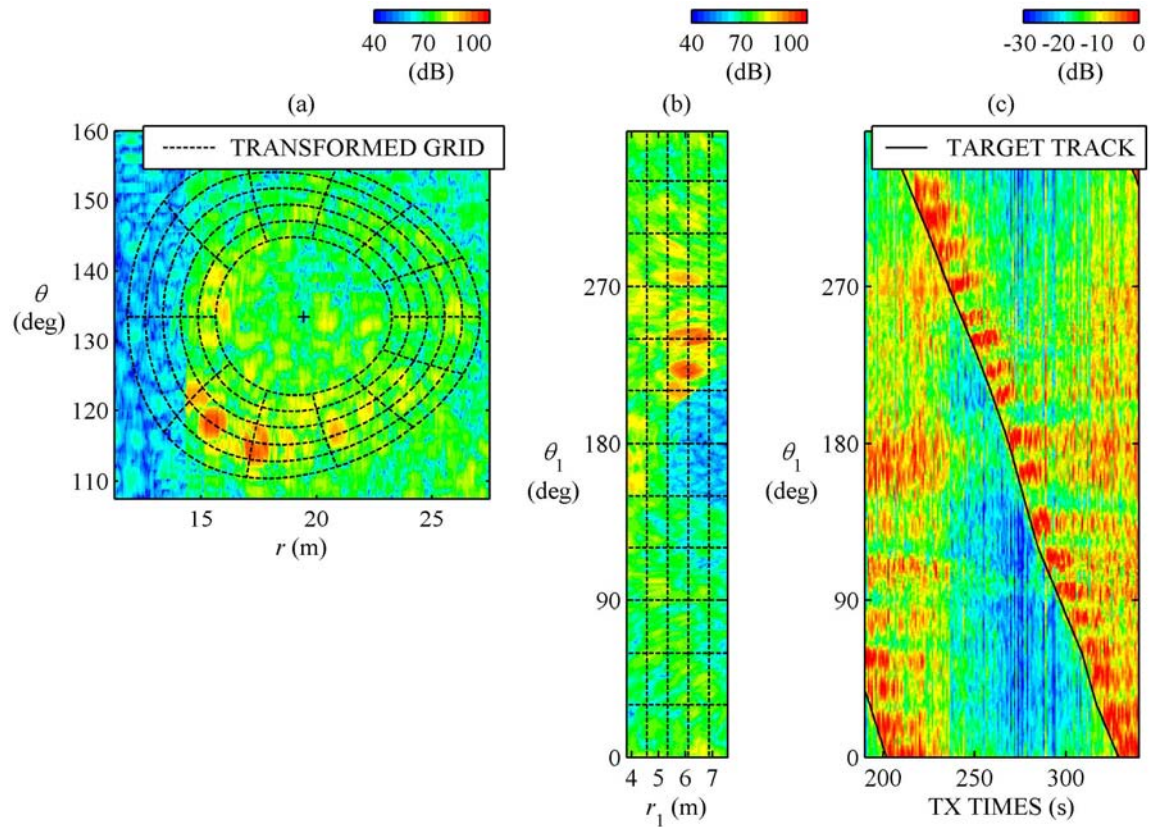 40 70 100
(dB)
40 70 100
(dB)
-30 -20 -10 0
(dB)
(a)
TRANSFORMED GRID
160
150
140
130
120
110
θ
(deg)
15 20 25
r (m)
(b)
270
180
90
0
θ₁
(deg)
4 5 6 7
r₁ (m)
(c)
TARGET TRACK
270
180
90
0
θ₁
(deg)
200 250 300
TX TIMES (s)